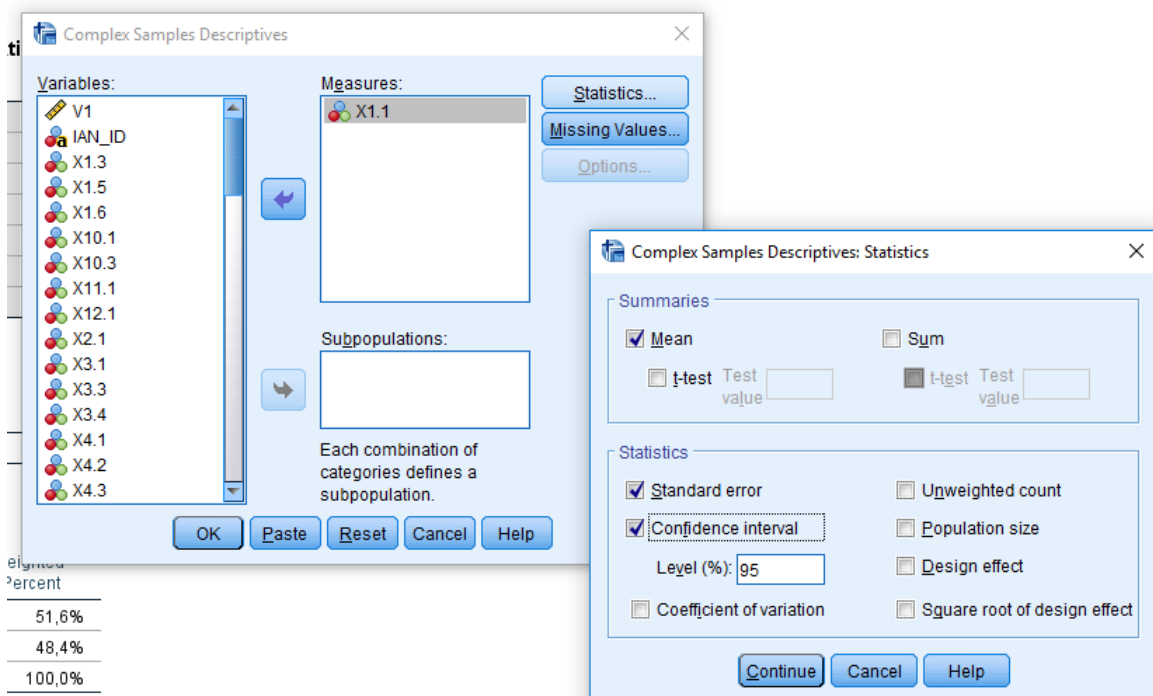 Complex Samples Descriptives
Variables:
V1
IAN_ID
X1.3
X1.5
X1.6
X10.1
X10.3
X11.1
X12.1
X2.1
X3.1
X3.3
X3.4
X4.1
X4.2
X4.3
Measures:
X1.1
Subpopulations:
Each combination of
categories defines a
subpopulation.
Statistics...
Missing Values...
Options...
OK
Paste
Reset
Cancel
Help
Percent
51,6%
48,4%
100,0%
Complex Samples Descriptives: Statistics
Summaries
Mean
Sum
t-test Test
value
t-test Test
value
Statistics
Standard error
Unweighted count
Confidence interval
Population size
Level (%): 95
Design effect
Coefficient of variation
Square root of design effect
Continue
Cancel
Help